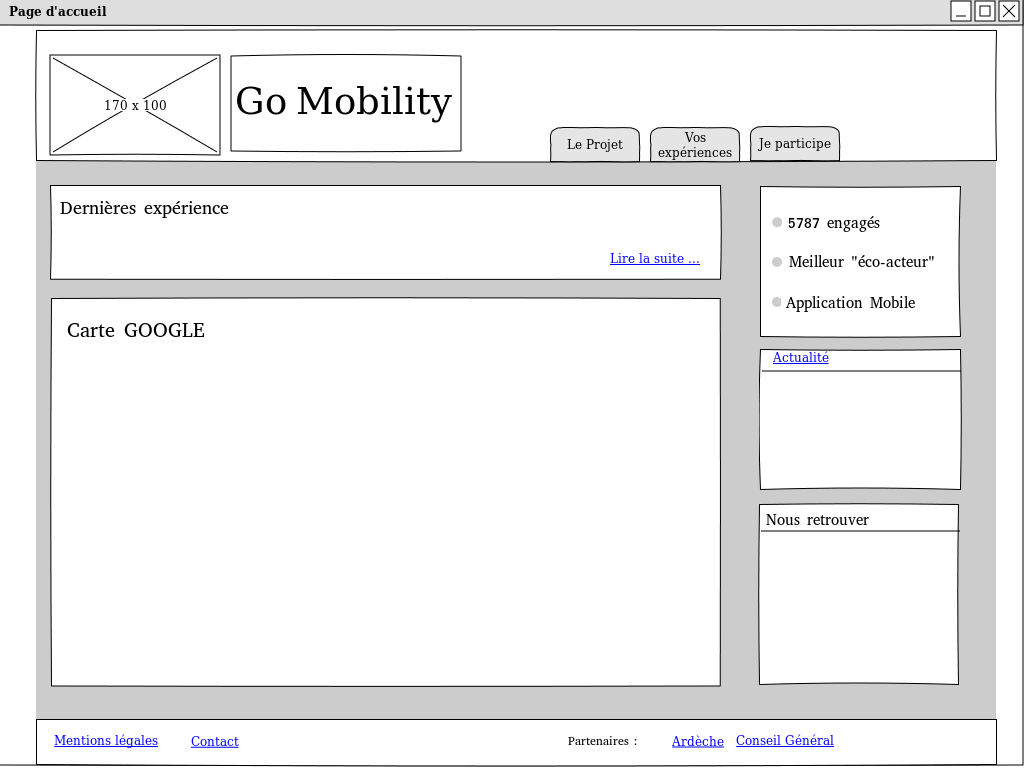 Page d'accueil
170 x 100
Go Mobility
Le Projet
Vos
expériences
Je participe
Dernières expérience
Lire la suite ...
Carte GOOGLE
5787 engagés
Meilleur "éco-acteur"
Application Mobile
Actualité
Nous retrouver
Mentions légales
Contact
Partenaires :
Ardèche
Conseil Général